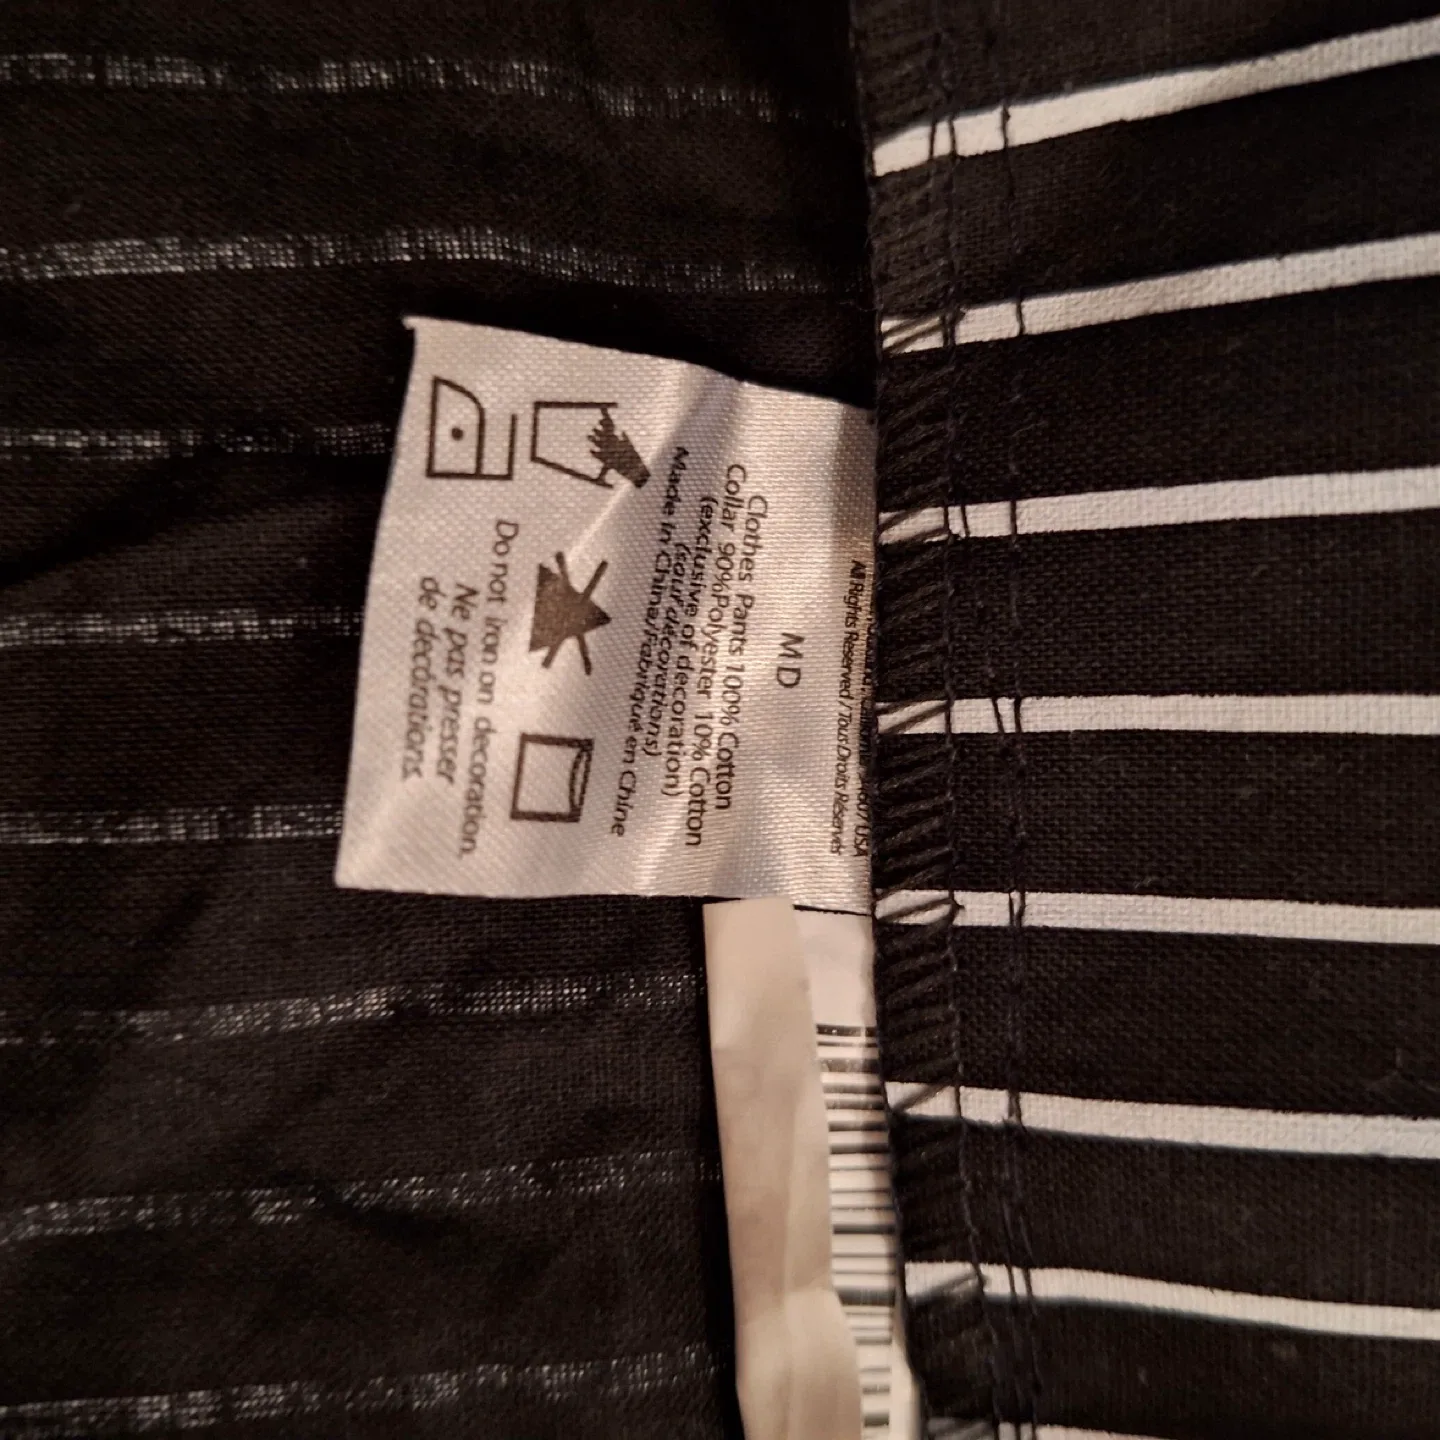 All Rights Reserved / Tous Droits Réservés
MD
Clothes Pants 100% Cotton
Collar 90%Polyester 10% Cotton
(exclusive of decoration)
(sauf décorations)
Made in China/Fabriqué en Chine
Do not iron on decoration.
Ne pas presser
de décorations.